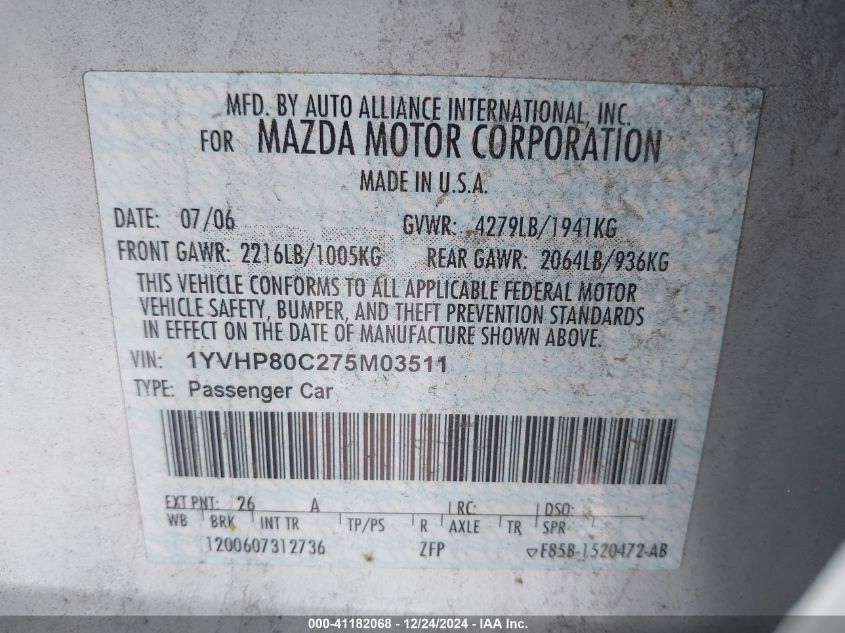 MFD. BY AUTO ALLIANCE INTERNATIONAL, INC.
FOR MAZDA MOTOR CORPORATION
MADE IN U.S.A.
DATE: 07/06 GVWR: 4279LB/1941KG
FRONT GAWR: 2216LB/1005KG REAR GAWR: 2064LB/936KG
THIS VEHICLE CONFORMS TO ALL APPLICABLE FEDERAL MOTOR
VEHICLE SAFETY, BUMPER, AND THEFT PREVENTION STANDARDS
IN EFFECT ON THE DATE OF MANUFACTURE SHOWN ABOVE.
VIN: 1YVHP80C275M03511
TYPE: Passenger Car
EXT PNT: 26 A RC: DSO:
WB BRK INT TR TP/PS R AXLE TR SPR
1200607312736 ZFP F85B-1520472-AB
000-41182068 - 12/24/2024 - IAA Inc.